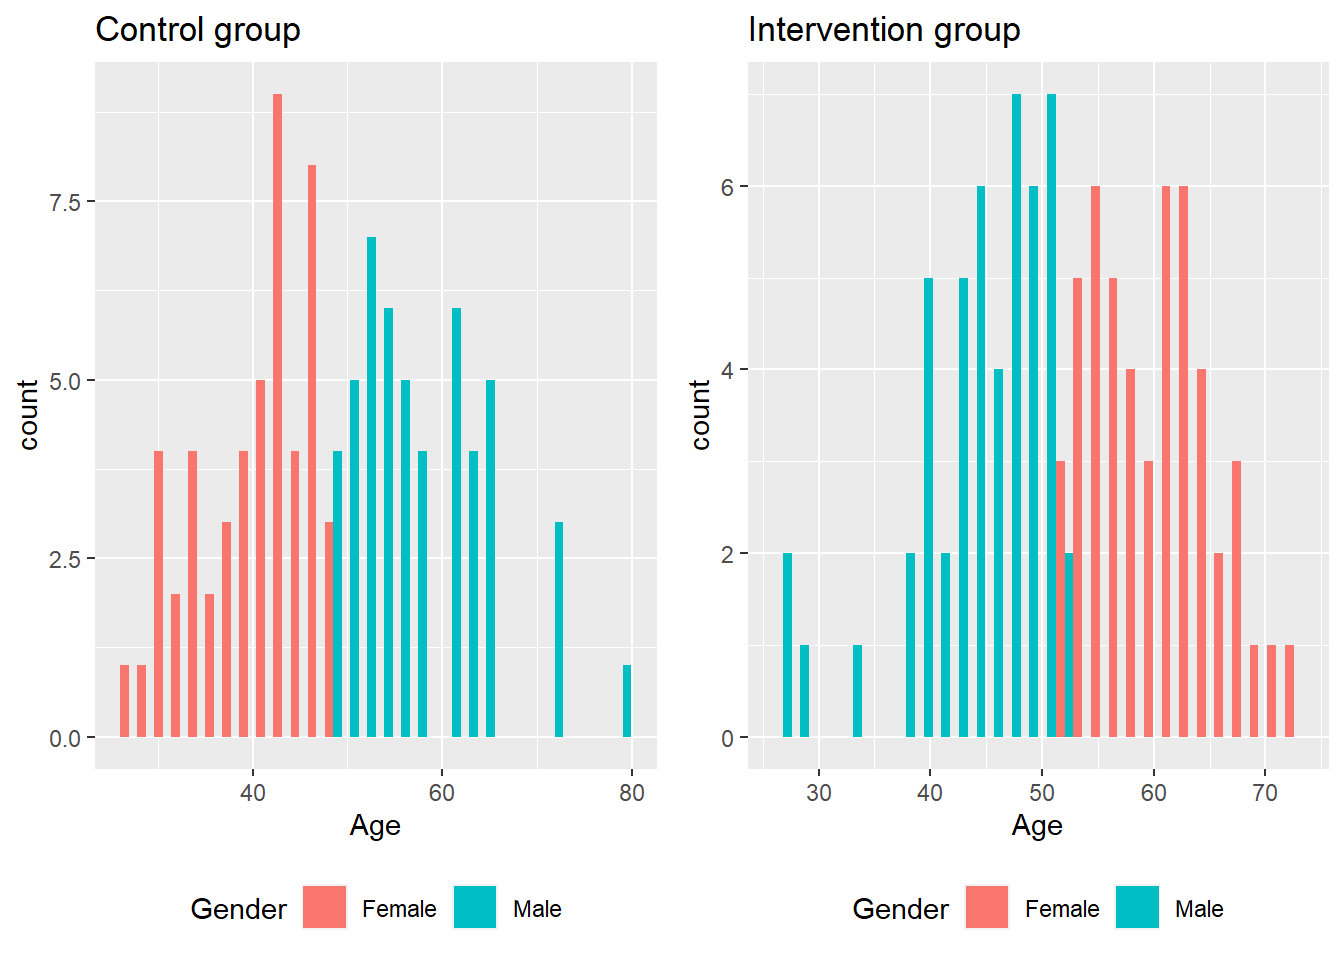 Control group
7.5
5.0
2.5
0.0
count
40 60 80
Age
Gender Female Male
Intervention group
6
4
2
0
count
30 40 50 60 70
Age
Gender Female Male